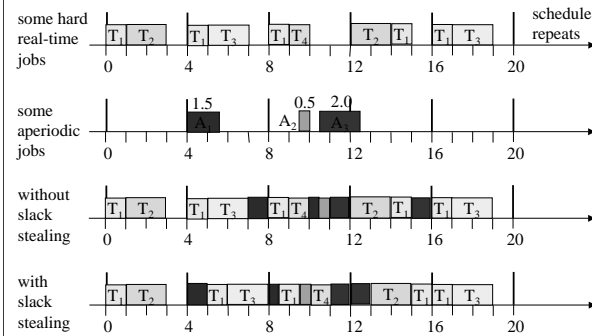 some hard
real-time
jobs
schedule
repeats
T1 T2 T1 T3 T1 T4 T2 T1 T1 T3
0 4 8 12 16 20
some
aperiodic
jobs
1.5 0.5 2.0
A1 A2 A3
0 4 8 12 16 20
without
slack
stealing
T1 T2 T1 T3 T1 T4 T2 T1 T1 T3
0 4 8 12 16 20
with
slack
stealing
T1 T2 T1 T3 T1 T4 T2 T1 T1 T3
0 4 8 12 16 20